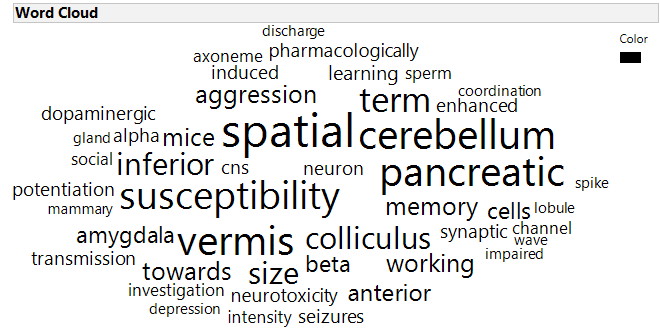 Word Cloud
discharge
Color
axoneme pharmacologically
induced learning sperm
aggression term coordination
enhanced
dopaminergic
gland alpha mice spatial cerebellum
social inferior cns neuron pancreatic spike
potentiation susceptibility
mammary memory cells lobule
amygdala vermis colliculus synaptic channel
wave
transmission towards size beta working impaired
investigation neurotoxicity anterior
depression intensity seizures